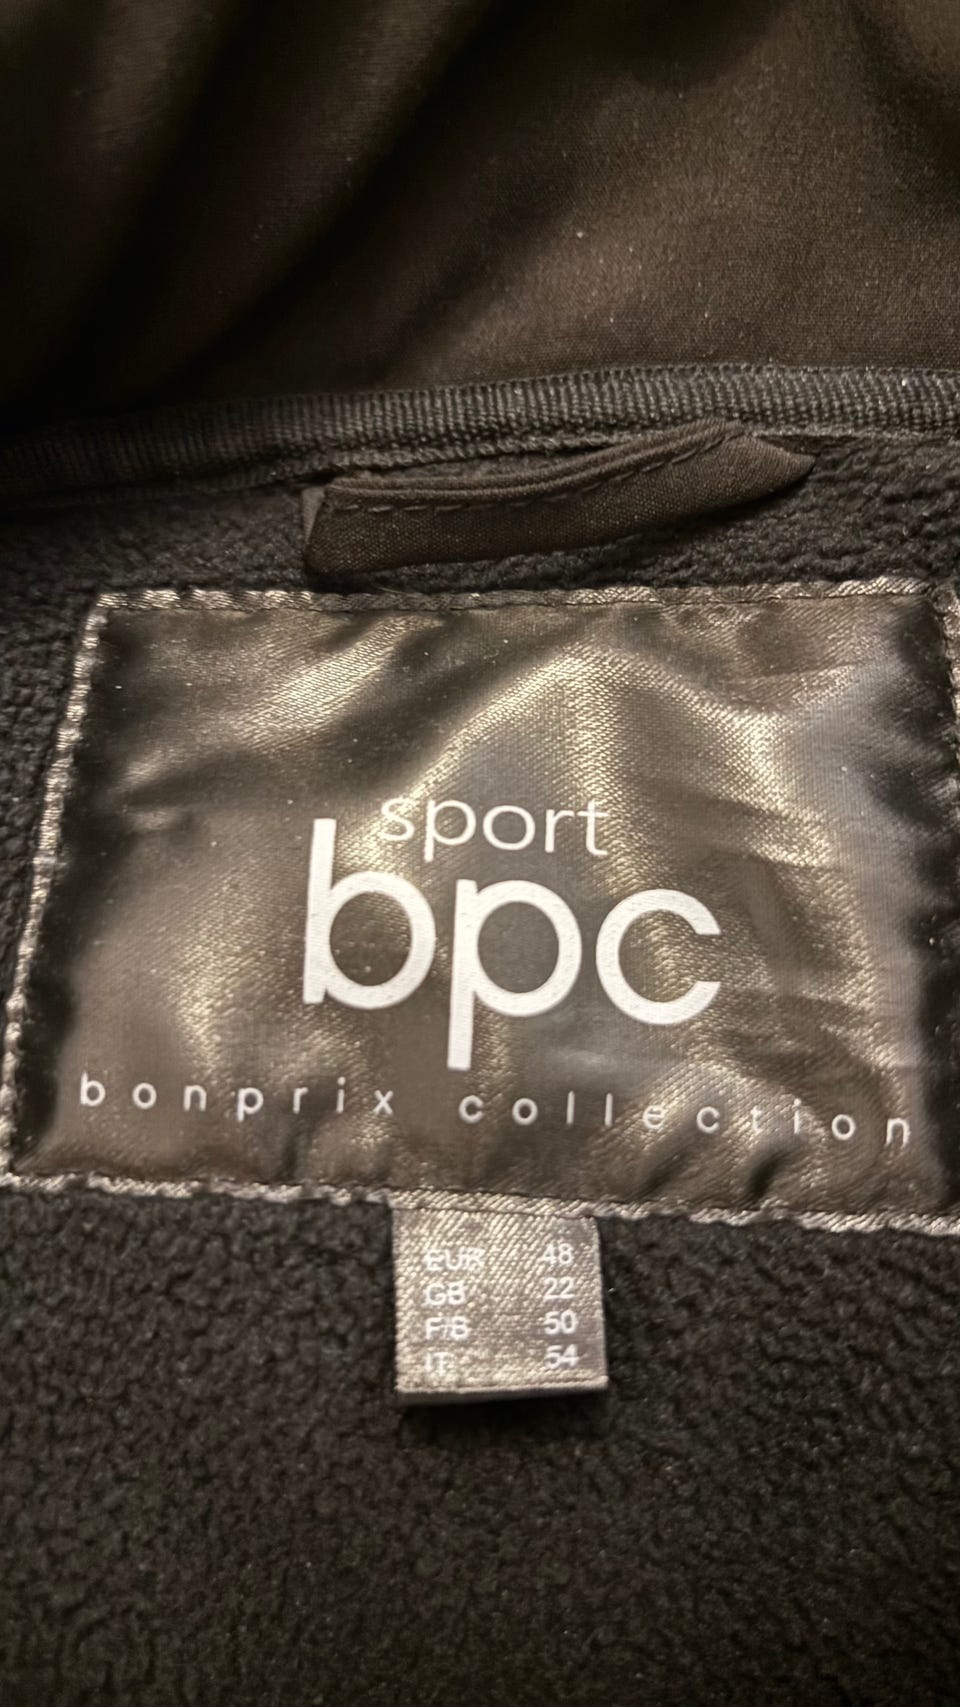 sport
bpc
bonprix collection
EUR 48
GB 22
F/B 50
IT 54